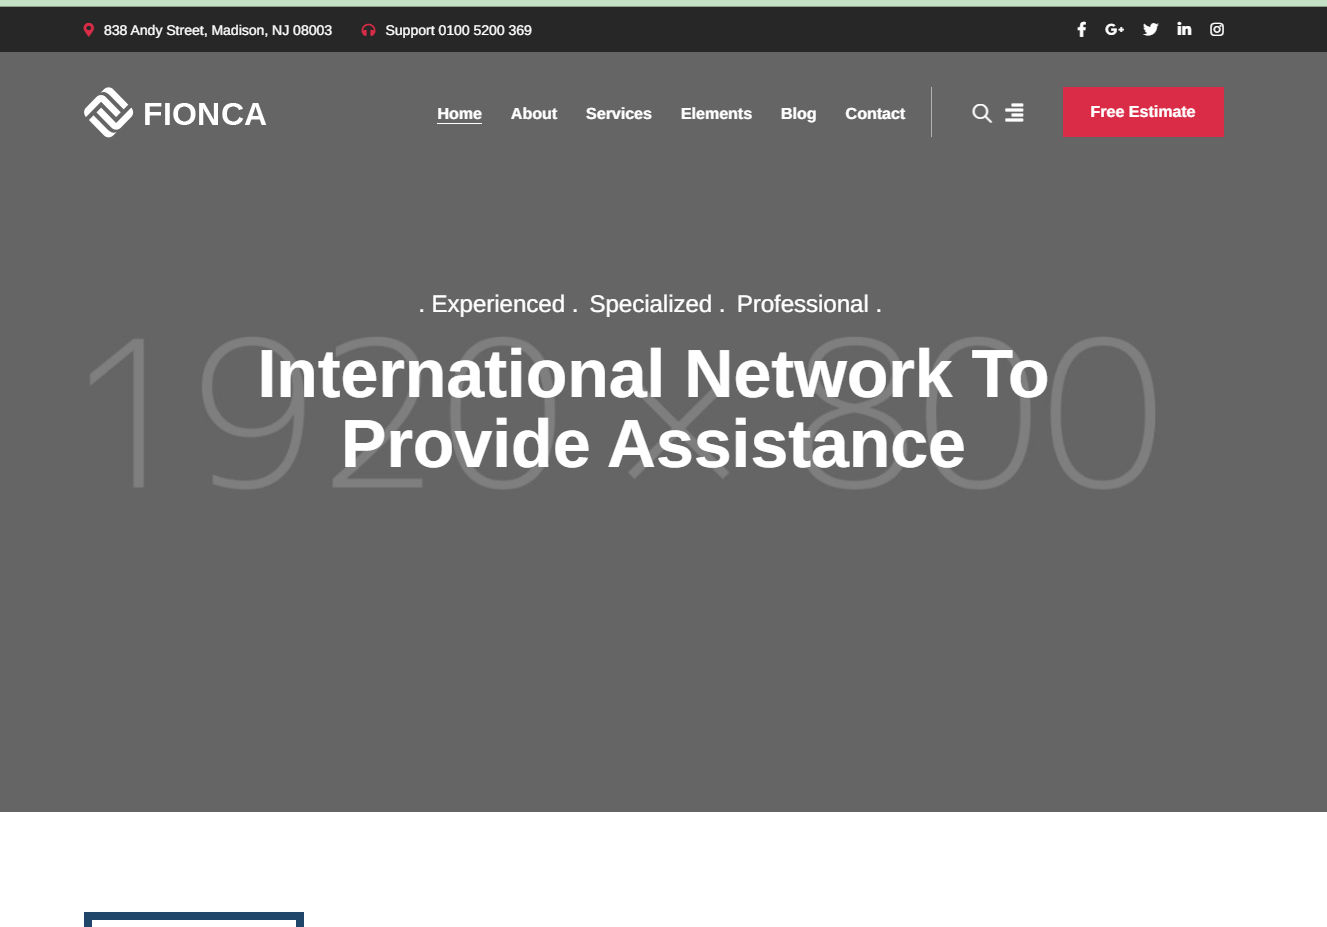 838 Andy Street, Madison, NJ 08003
Support 0100 5200 369
FIONCA
Home
About
Services
Elements
Blog
Contact
Free Estimate
. Experienced . Specialized . Professional .
1920 × 800
International Network To
Provide Assistance